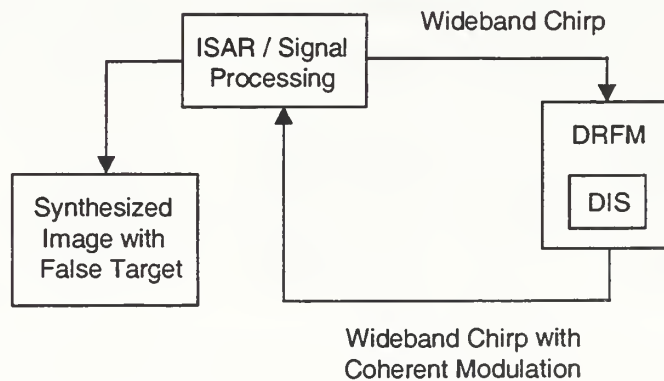 Wideband Chirp
ISAR / Signal
Processing
DRFM
DIS
Synthesized
Image with
False Target
Wideband Chirp with
Coherent Modulation